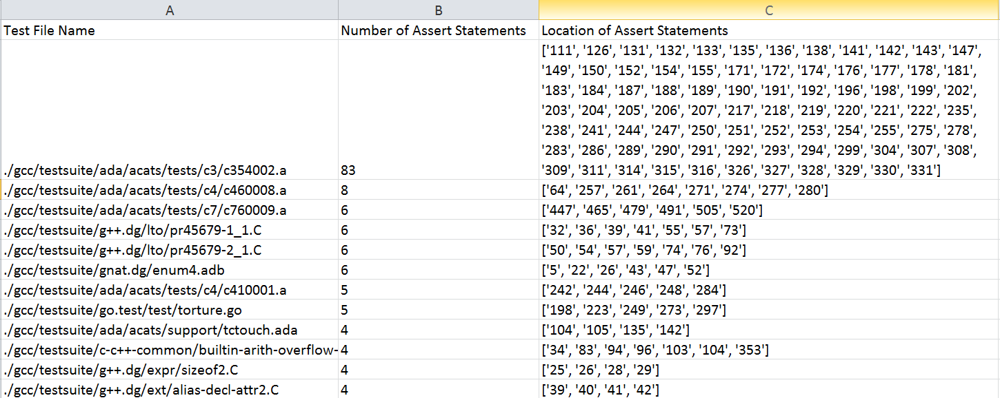 A B C
Test File Name Number of Assert Statements Location of Assert Statements
['111', '126', '131', '132', '133', '135', '136', '138', '141', '142', '143', '147',
'149', '150', '152', '154', '155', '171', '172', '174', '176', '177', '178', '181',
'183', '184', '187', '188', '189', '190', '191', '192', '196', '198', '199', '202',
'203', '204', '205', '206', '207', '217', '218', '219', '220', '221', '222', '235',
'238', '241', '244', '247', '250', '251', '252', '253', '254', '255', '275', '278',
'283', '286', '289', '290', '291', '292', '293', '294', '299', '304', '307', '308',
./gcc/testsuite/ada/acats/tests/c3/c354002.a 83 '309', '311', '314', '315', '316', '326', '327', '328', '329', '330', '331']
./gcc/testsuite/ada/acats/tests/c4/c460008.a 8 ['64', '257', '261', '264', '271', '274', '277', '280']
./gcc/testsuite/ada/acats/tests/c7/c760009.a 6 ['447', '465', '479', '491', '505', '520']
./gcc/testsuite/g++.dg/lto/pr45679-1_1.C 6 ['32', '36', '39', '41', '55', '57', '73']
./gcc/testsuite/g++.dg/lto/pr45679-2_1.C 6 ['50', '54', '57', '59', '74', '76', '92']
./gcc/testsuite/gnat.dg/enum4.adb 6 ['5', '22', '26', '43', '47', '52']
./gcc/testsuite/ada/acats/tests/c4/c410001.a 5 ['242', '244', '246', '248', '284']
./gcc/testsuite/go.test/test/torture.go 5 ['198', '223', '249', '273', '297']
./gcc/testsuite/ada/acats/support/tctouch.ada 4 ['104', '105', '135', '142']
./gcc/testsuite/c-c++-common/builtin-arith-overflow- 4 ['34', '83', '94', '96', '103', '104', '353']
./gcc/testsuite/g++.dg/expr/sizeof2.C 4 ['25', '26', '28', '29']
./gcc/testsuite/g++.dg/ext/alias-decl-attr2.C 4 ['39', '40', '41', '42']